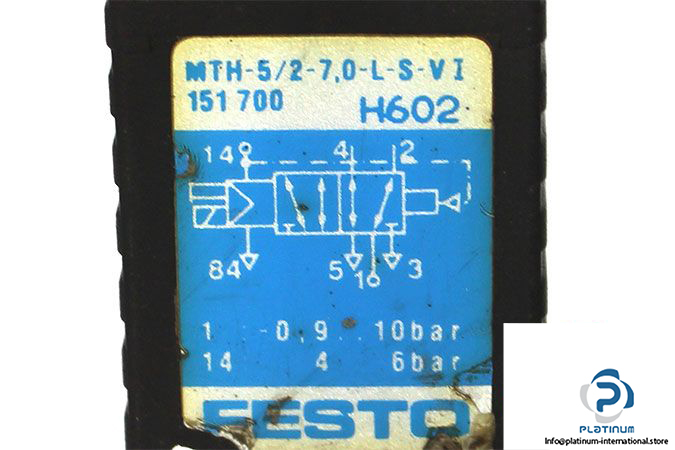 MTH-5/2-7,0-L-S-VI
151 700 H602
14 4 2
84 5 1 3
1 -0,9..10bar
14 4 6bar
FESTO
PLATINUM
Info@platinum-international.store